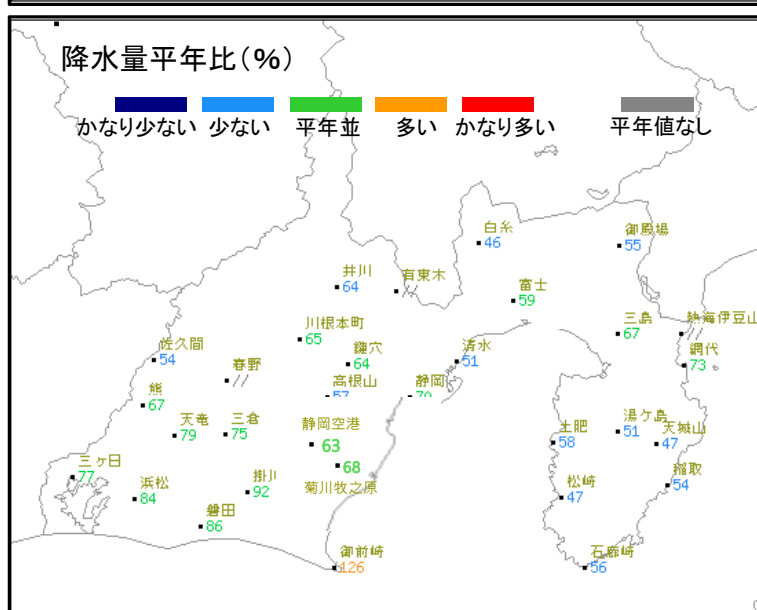 降水量平年比(%)
かなり少ない 少ない 平年並 多い かなり多い 平年値なし
白糸
46
御殿場
55
井川
64
有東木
//
富士
59
川根本町
65
三島
67
熱海伊豆山
//
佐久間
54
鍵穴
64
清水
51
網代
73
春野
//
熊
67
高根山
57
静岡
70
天竜
79
三倉
75
静岡空港
63
土肥
58
湯ケ島
51
天城山
47
三ヶ日
77
浜松
84
掛川
92
68
菊川牧之原
松崎
47
稲取
54
磐田
86
御前崎
126
石廊崎
56